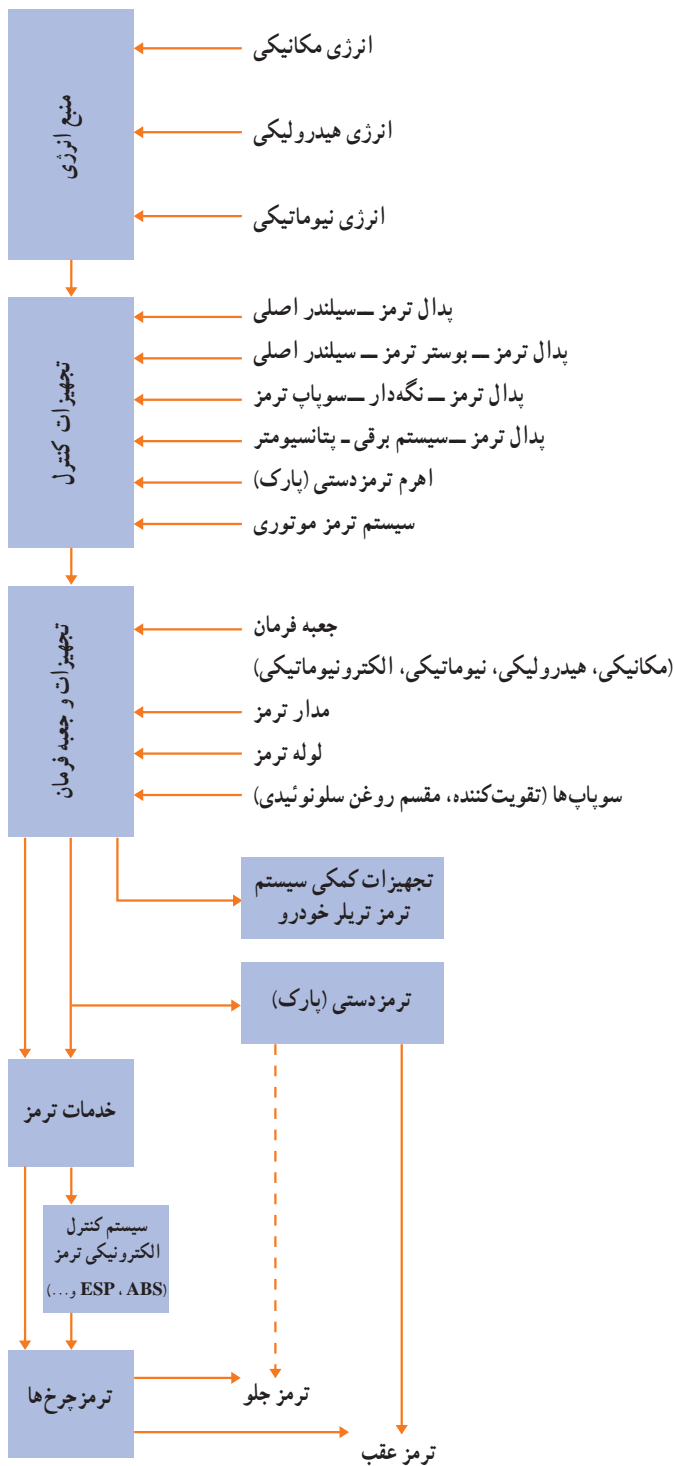 منبع انرژی
انرژی مکانیکی
انرژی هیدرولیکی
انرژی نیوماتیکی
تجهیزات کنترل
پدال ترمز ــ سیلندر اصلی
پدال ترمز ــ بوستر ترمز ــ سیلندر اصلی
پدال ترمز ــ نگه‌دار ــ سوپاپ ترمز
پدال ترمز ــ سیستم برقی ـ پتانسیومتر
اهرم ترمزدستی (پارک)
سیستم ترمز موتوری
تجهیزات و جعبه فرمان
جعبه فرمان
(مکانیکی، هیدرولیکی، نیوماتیکی، الکترونیوماتیکی)
مدار ترمز
لوله ترمز
سوپاپ‌ها (تقویت‌کننده، مقسم روغن سلونوئیدی)
تجهیزات کمکی سیستم
ترمز تریلر خودرو
ترمزدستی (پارک)
خدمات ترمز
سیستم کنترل
الکترونیکی ترمز
(ABS ، ESP و...)
ترمزچرخ‌ها
ترمز جلو
ترمز عقب